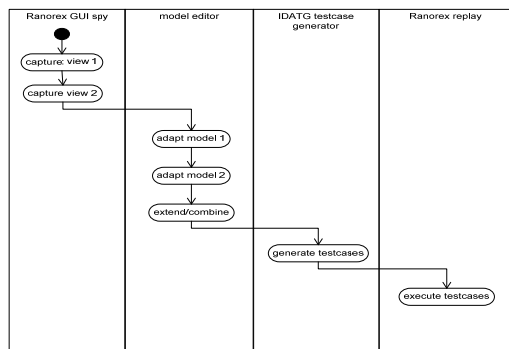 Ranorex GUI spy
model editor
IDATG testcase
generator
Ranorex replay
capture view 1
capture view 2
adapt model 1
adapt model 2
extend/combine
generate testcases
execute testcases